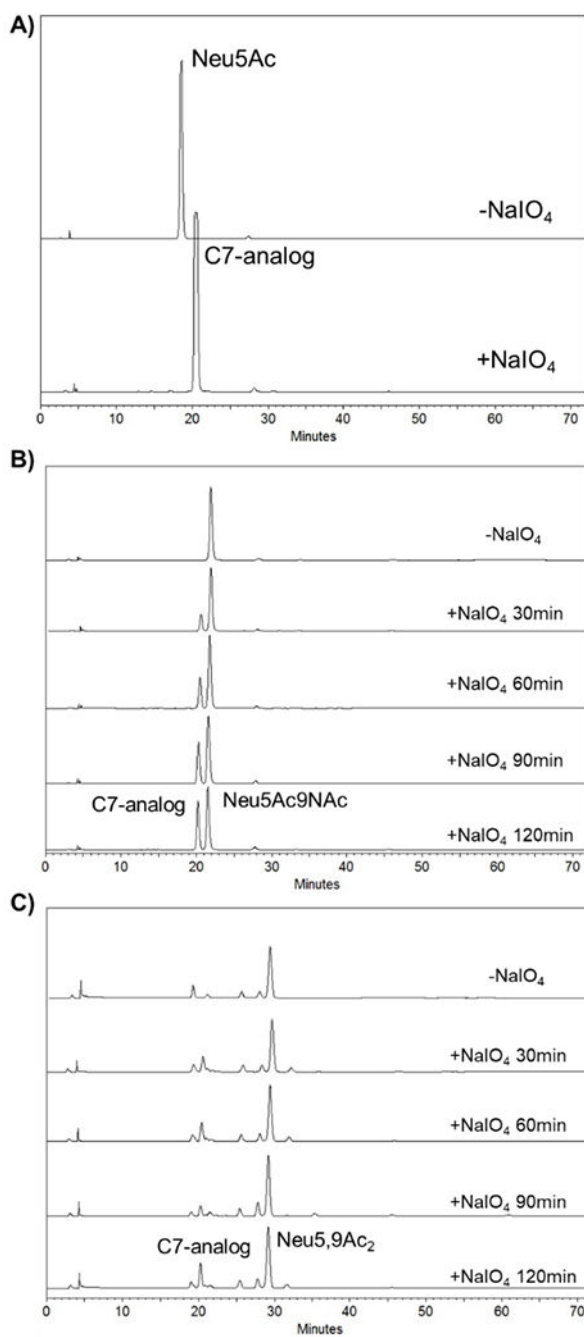 A)
Neu5Ac
-NaIO₄
C7-analog
+NaIO₄
0 10 20 30 40 50 60 70
Minutes
B)
-NaIO₄
+NaIO₄ 30min
+NaIO₄ 60min
+NaIO₄ 90min
C7-analog Neu5Ac9NAc
+NaIO₄ 120min
0 10 20 30 40 50 60 70
Minutes
C)
-NaIO₄
+NaIO₄ 30min
+NaIO₄ 60min
+NaIO₄ 90min
C7-analog Neu5,9Ac₂
+NaIO₄ 120min
0 10 20 30 40 50 60 70
Minutes